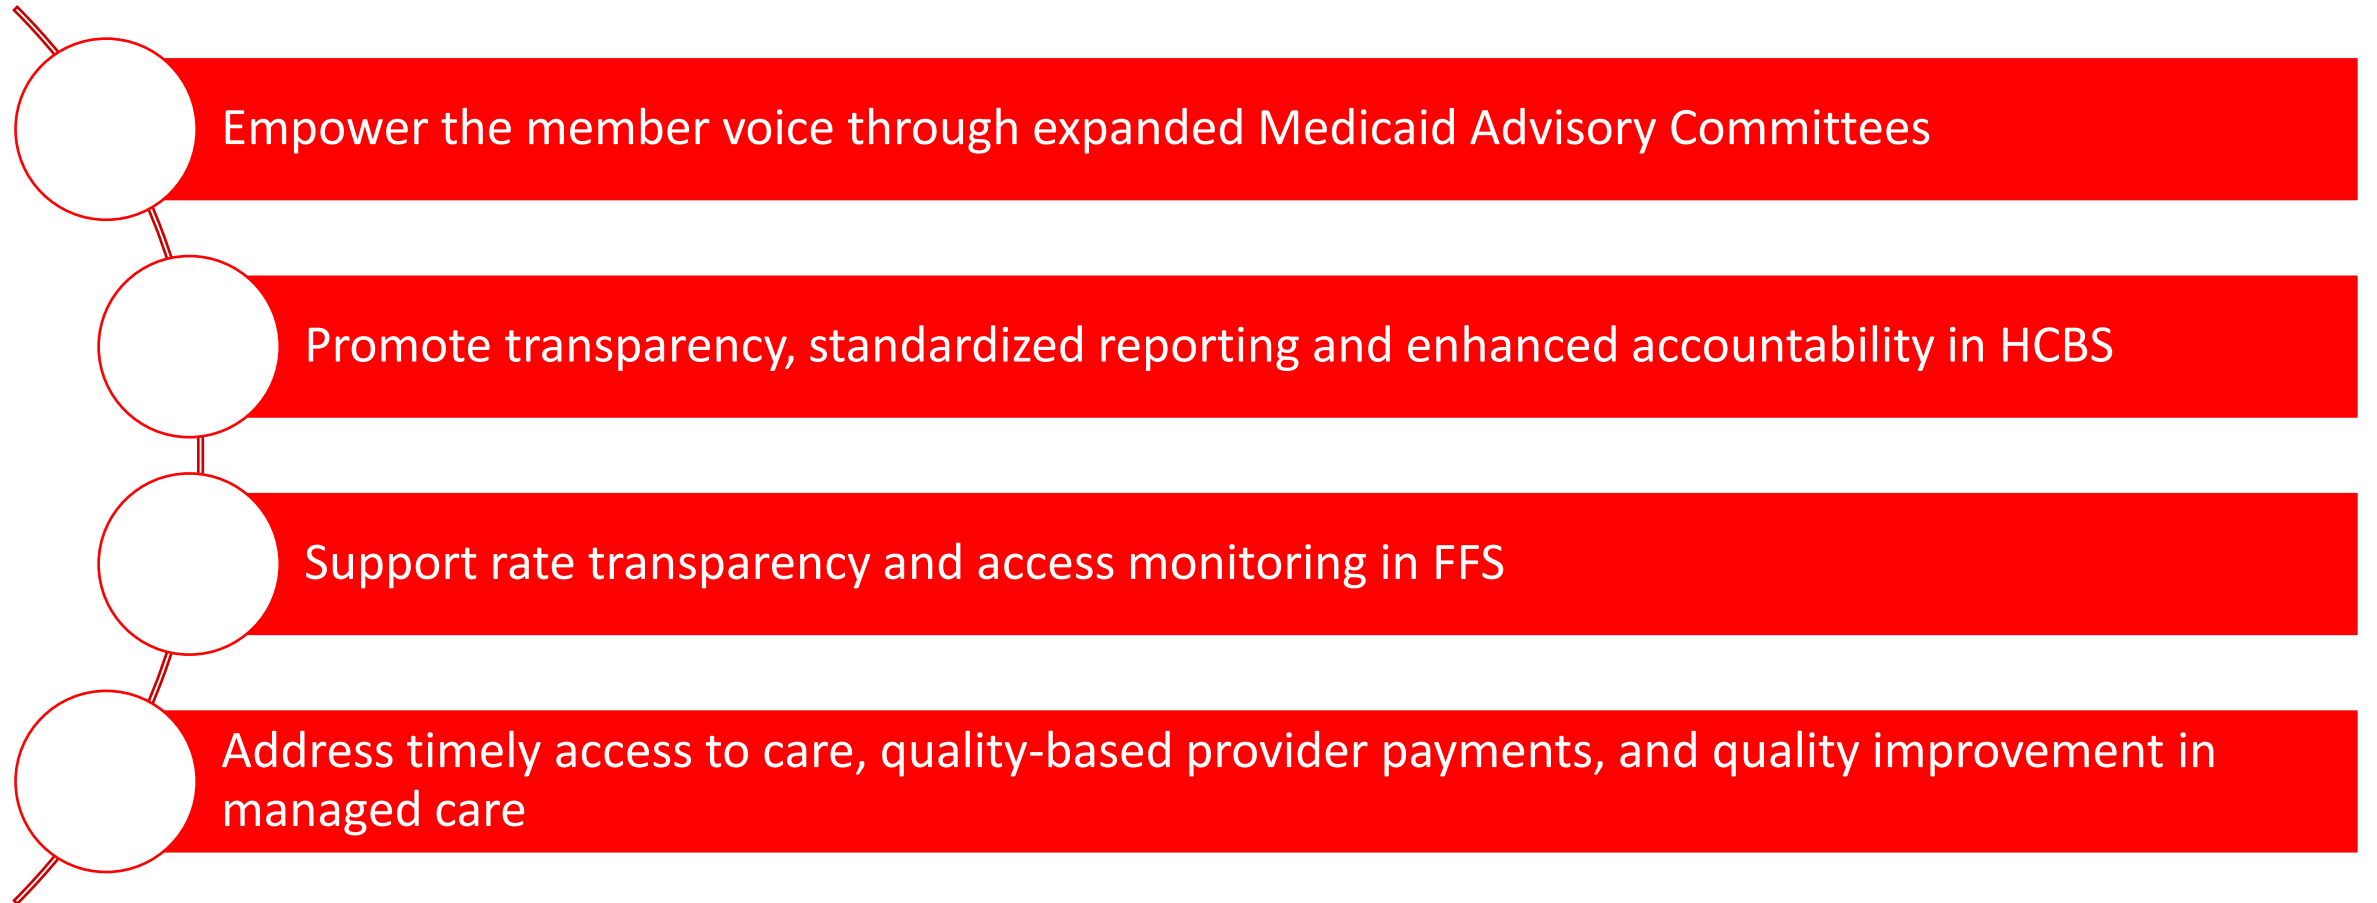 Empower the member voice through expanded Medicaid Advisory Committees
Promote transparency, standardized reporting and enhanced accountability in HCBS
Support rate transparency and access monitoring in FFS
Address timely access to care, quality-based provider payments, and quality improvement in
managed care